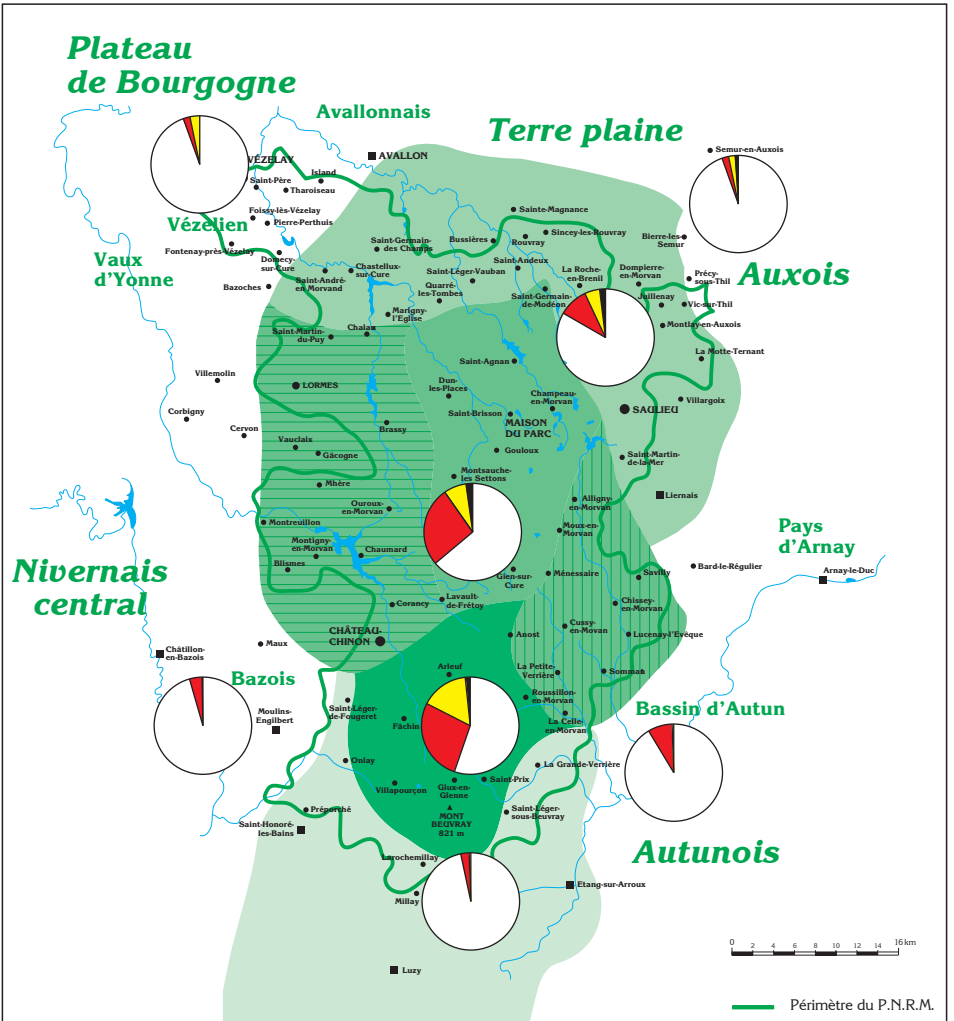 Plateau
de Bourgogne
Avallonnais
Terre plaine
Semur-en-Auxois
AVALLON
VÉZELAY
Island
Saint-Père
Tharoiseau
Foissy-lès-Vézelay
Pierre-Perthuis
Vézelien
Fontenay-près-Vézelay
Domecy-
sur-Cure
Vaux
d'Yonne
Bazoches
Saint-André-
en Morvand
Chastellux-
sur-Cure
Saint-Germain-
des Champs
Bussières
Sainte-Magnance
Rouvray
Sincey-les-Rouvray
Saint-Andeux
Saint-Léger-Vauban
Quarré-
les-Tombes
Saint-Germain-
de-Modéon
La Roche-
en-Brenil
Dompierre-
en-Morvan
Bierre-les-
Semur
Auxois
Précy-
sous-Thil
Juillenay
Vic-sur-Thil
Montlay-en-Auxois
La Motte-Ternant
Marigny-
l'Eglise
Chalaux
Saint-Martin-
du-Puy
Saint-Agnan
Villemolin
LORMES
Dun-
les-Places
Champeau-
en-Morvan
Saint-Brisson
MAISON
DU PARC
SAULIEU
Villargoix
Corbigny
Cervon
Brassy
Vauclaix
Gâcogne
Gouloux
Saint-Martin-
de-la-Mer
Montsauche-
les Settons
Mhère
Liernais
Alligny-
en-Morvan
Ouroux-
en-Morvan
Moux-en-
Morvan
Montreuillon
Montigny-
en-Morvan
Chaumard
Blismes
Pays
d'Arnay
Nivernais
central
Gien-sur-
Cure
Ménessaire
Savilly
Bard-le-Régulier
Arnay-le-Duc
Corancy
Lavault-
de-Frétoy
Chissey-
en-Morvan
CHÂTEAU-
CHINON
Anost
Cussy-
en-Movan
Lucenay-l'Evéque
Maux
Châtillon-
en-Bazois
Bazois
Arleuf
La Petite-
Verrière
Sommant
Roussillon-
en-Morvan
Moulins-
Engilbert
Saint-Léger-
de-Fougeret
Fâchin
La Celle-
en-Morvan
Bassin d'Autun
Onlay
La Grande-Verrière
Villapourçon
Glux-en-
Glenne
Saint-Prix
Préporché
MONT
BEUVRAY
821 m
Saint-Léger-
sous-Beuvray
Saint-Honoré-
les-Bains
Autunois
Larochemillay
Etang-sur-Arroux
Millay
Luzy
0 2 4 6 8 10 12 14 16 km
Périmètre du P.N.R.M.